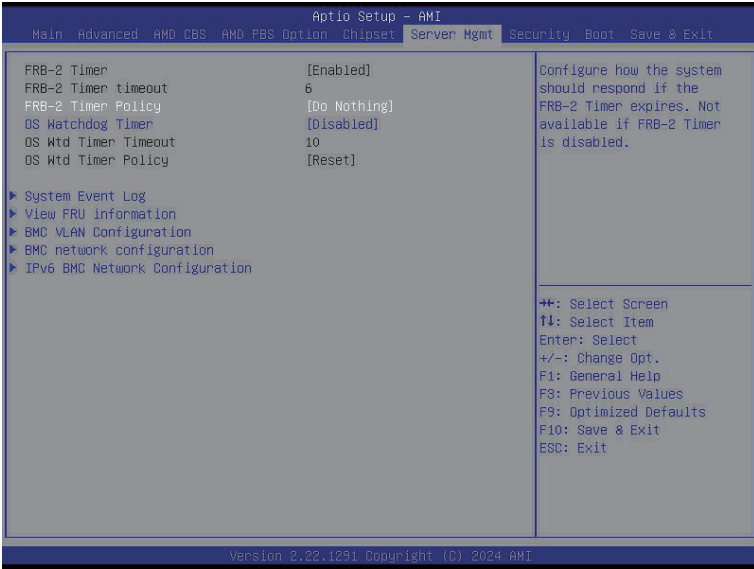 Aptio Setup – AMI
Main Advanced AMD CBS AMD PBS Option Chipset Server Mgmt Security Boot Save & Exit
FRB-2 Timer [Enabled]
FRB-2 Timer timeout 6
FRB-2 Timer Policy [Do Nothing]
OS Watchdog Timer [Disabled]
OS Wtd Timer Timeout 10
OS Wtd Timer Policy [Reset]
System Event Log
View FRU information
BMC VLAN Configuration
BMC network configuration
IPv6 BMC Network Configuration
Configure how the system
should respond if the
FRB-2 Timer expires. Not
available if FRB-2 Timer
is disabled.
→←: Select Screen
↑↓: Select Item
Enter: Select
+/-: Change Opt.
F1: General Help
F3: Previous Values
F9: Optimized Defaults
F10: Save & Exit
ESC: Exit
Version 2.22.1291 Copyright (C) 2024 AMI